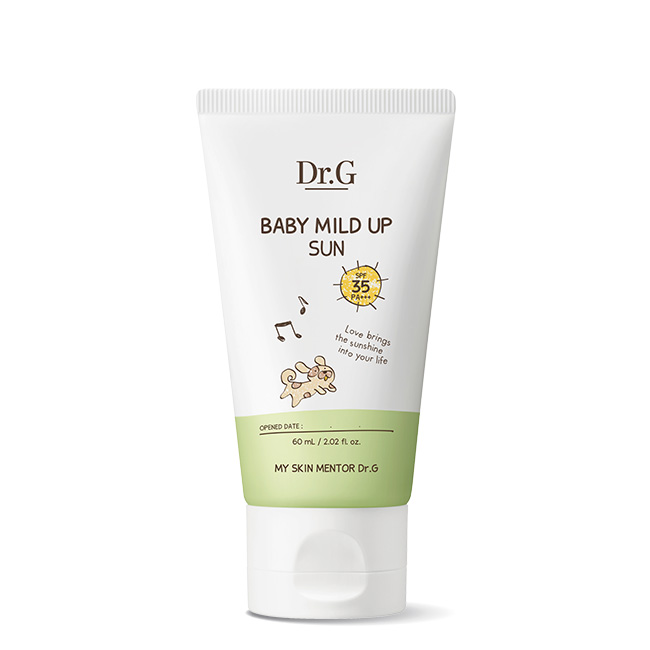 Dr.G
BABY MILD UP
SUN
SPF
35
PA+++
Love brings
the sunshine
into your life
OPENED DATE : . .
60 mL / 2.02 fl. oz.
MY SKIN MENTOR Dr.G